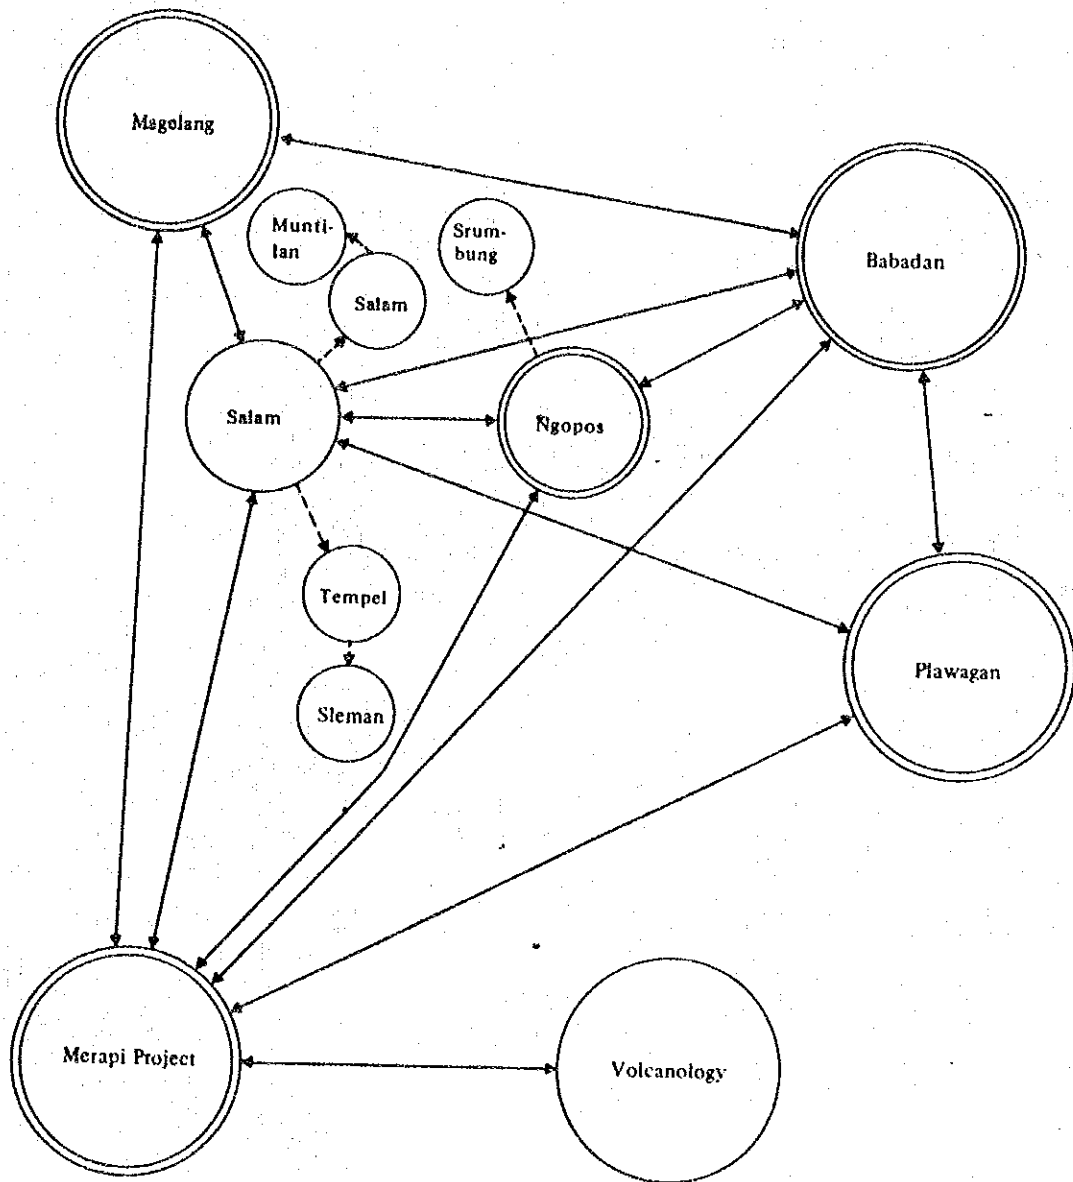 Magelang
Munti-
lan
Srum-
bung
Babadan
Salam
Salam
Ngopos
Tempel
Plawagan
Sleman
Merapi Project
Volcanology